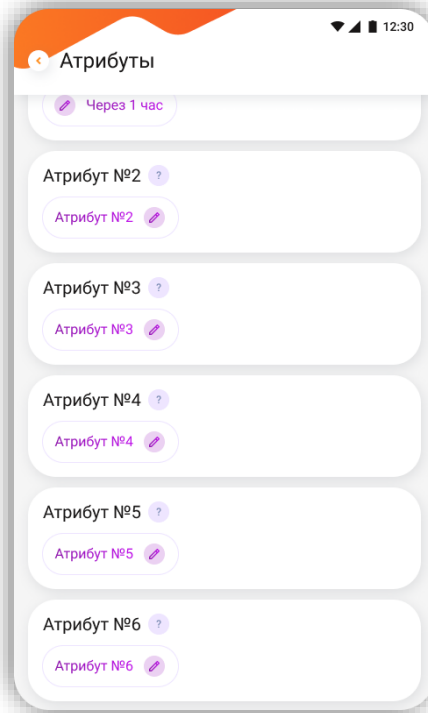 12:30
Атрибуты
Через 1 час
Атрибут №2 ?
Атрибут №2
Атрибут №3 ?
Атрибут №3
Атрибут №4 ?
Атрибут №4
Атрибут №5 ?
Атрибут №5
Атрибут №6 ?
Атрибут №6